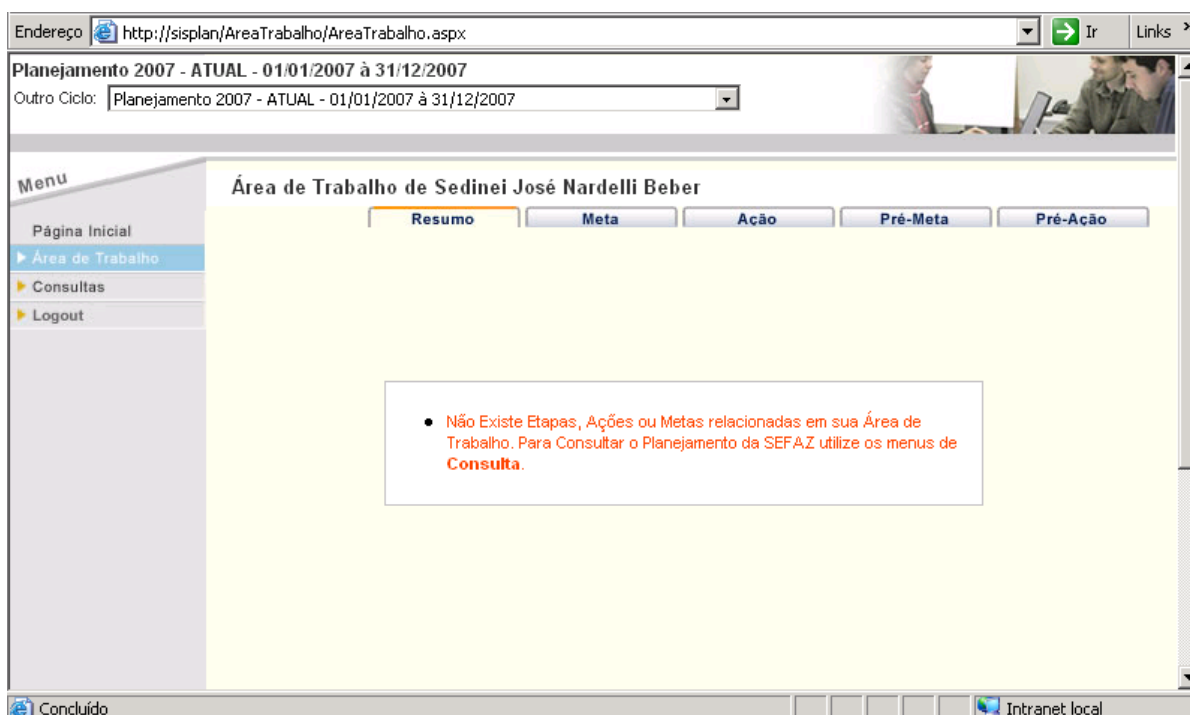 Endereço http://sisplan/AreaTrabalho/AreaTrabalho.aspx Ir Links »
Planejamento 2007 - ATUAL - 01/01/2007 à 31/12/2007
Outro Ciclo: Planejamento 2007 - ATUAL - 01/01/2007 à 31/12/2007
Menu
Área de Trabalho de Sedinei José Nardelli Beber
Resumo Meta Ação Pré-Meta Pré-Ação
Página Inicial
Área de Trabalho
Consultas
Logout
• Não Existe Etapas, Ações ou Metas relacionadas em sua Área de
Trabalho. Para Consultar o Planejamento da SEFAZ utilize os menus de
Consulta.
Concluído Intranet local